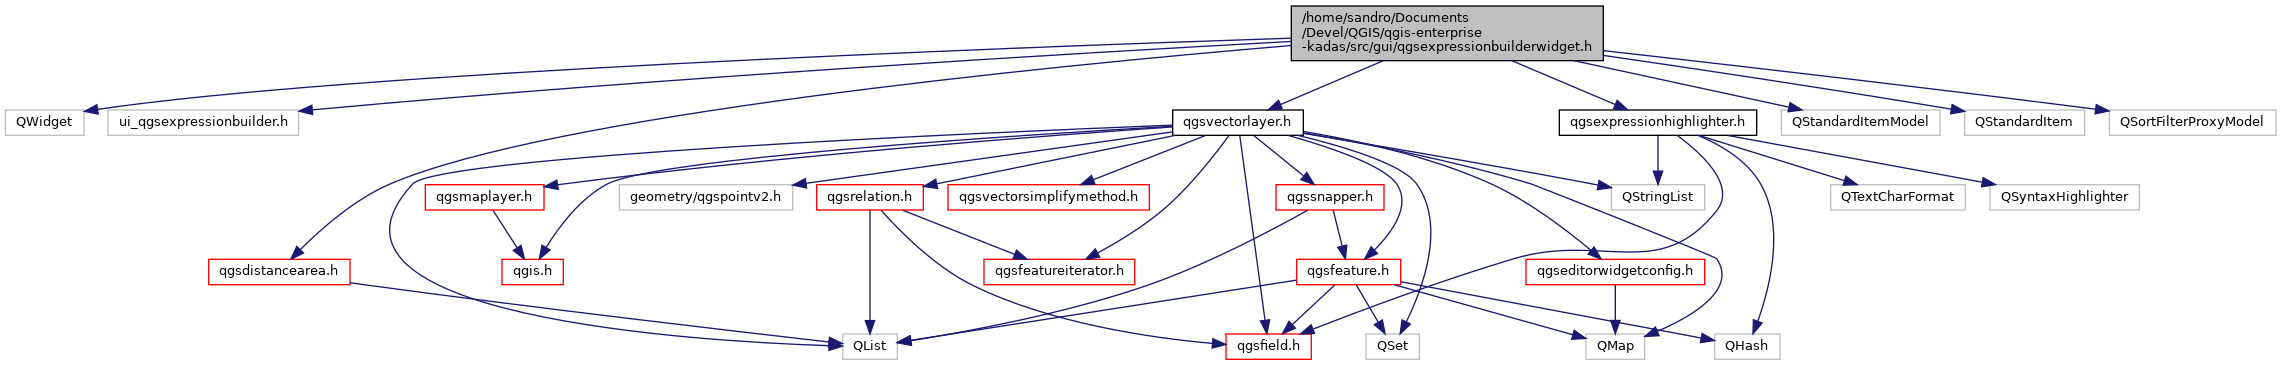 /home/sandro/Documents
/Devel/QGIS/qgis-enterprise
-kadas/src/gui/qgsexpressionbuilderwidget.h
QWidget
ui_qgsexpressionbuilder.h
qgsvectorlayer.h
qgsexpressionhighlighter.h
QStandardItemModel
QStandardItem
QSortFilterProxyModel
qgsmaplayer.h
geometry/qgspointv2.h
qgsrelation.h
qgsvectorsimplifymethod.h
qgssnapper.h
QStringList
QTextCharFormat
QSyntaxHighlighter
qgsdistancearea.h
qgis.h
qgsfeatureiterator.h
qgsfeature.h
qgseditorwidgetconfig.h
QList
qgsfield.h
QSet
QMap
QHash